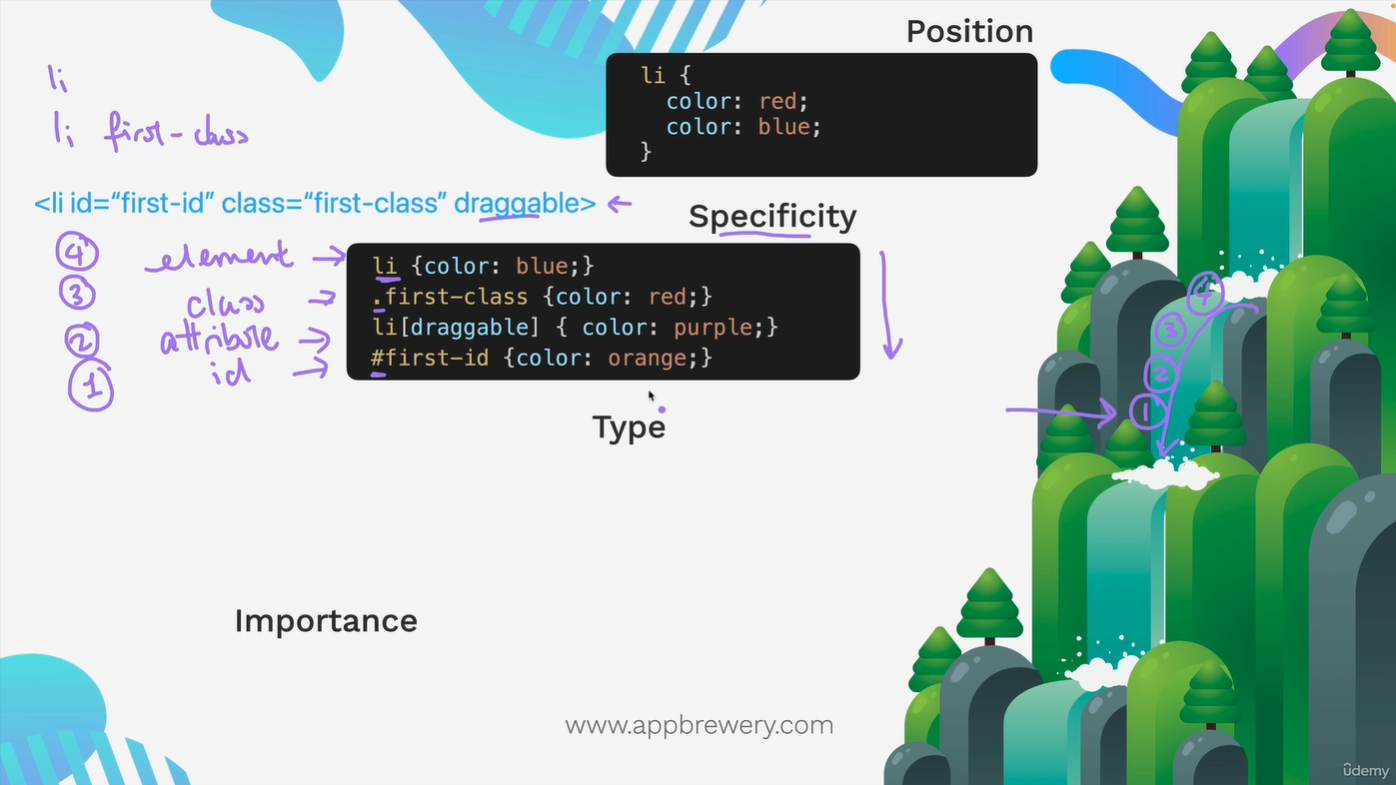 Position
li {
color: red;
color: blue;
}
li
li first-class
<li id=“first-id” class=“first-class” draggable>
Specificity
④ element li {color: blue;}
③ class .first-class {color: red;}
② attribute li[draggable] { color: purple;}
① id #first-id {color: orange;}
④
③
②
①
Type
Importance
www.appbrewery.com
ûdemy